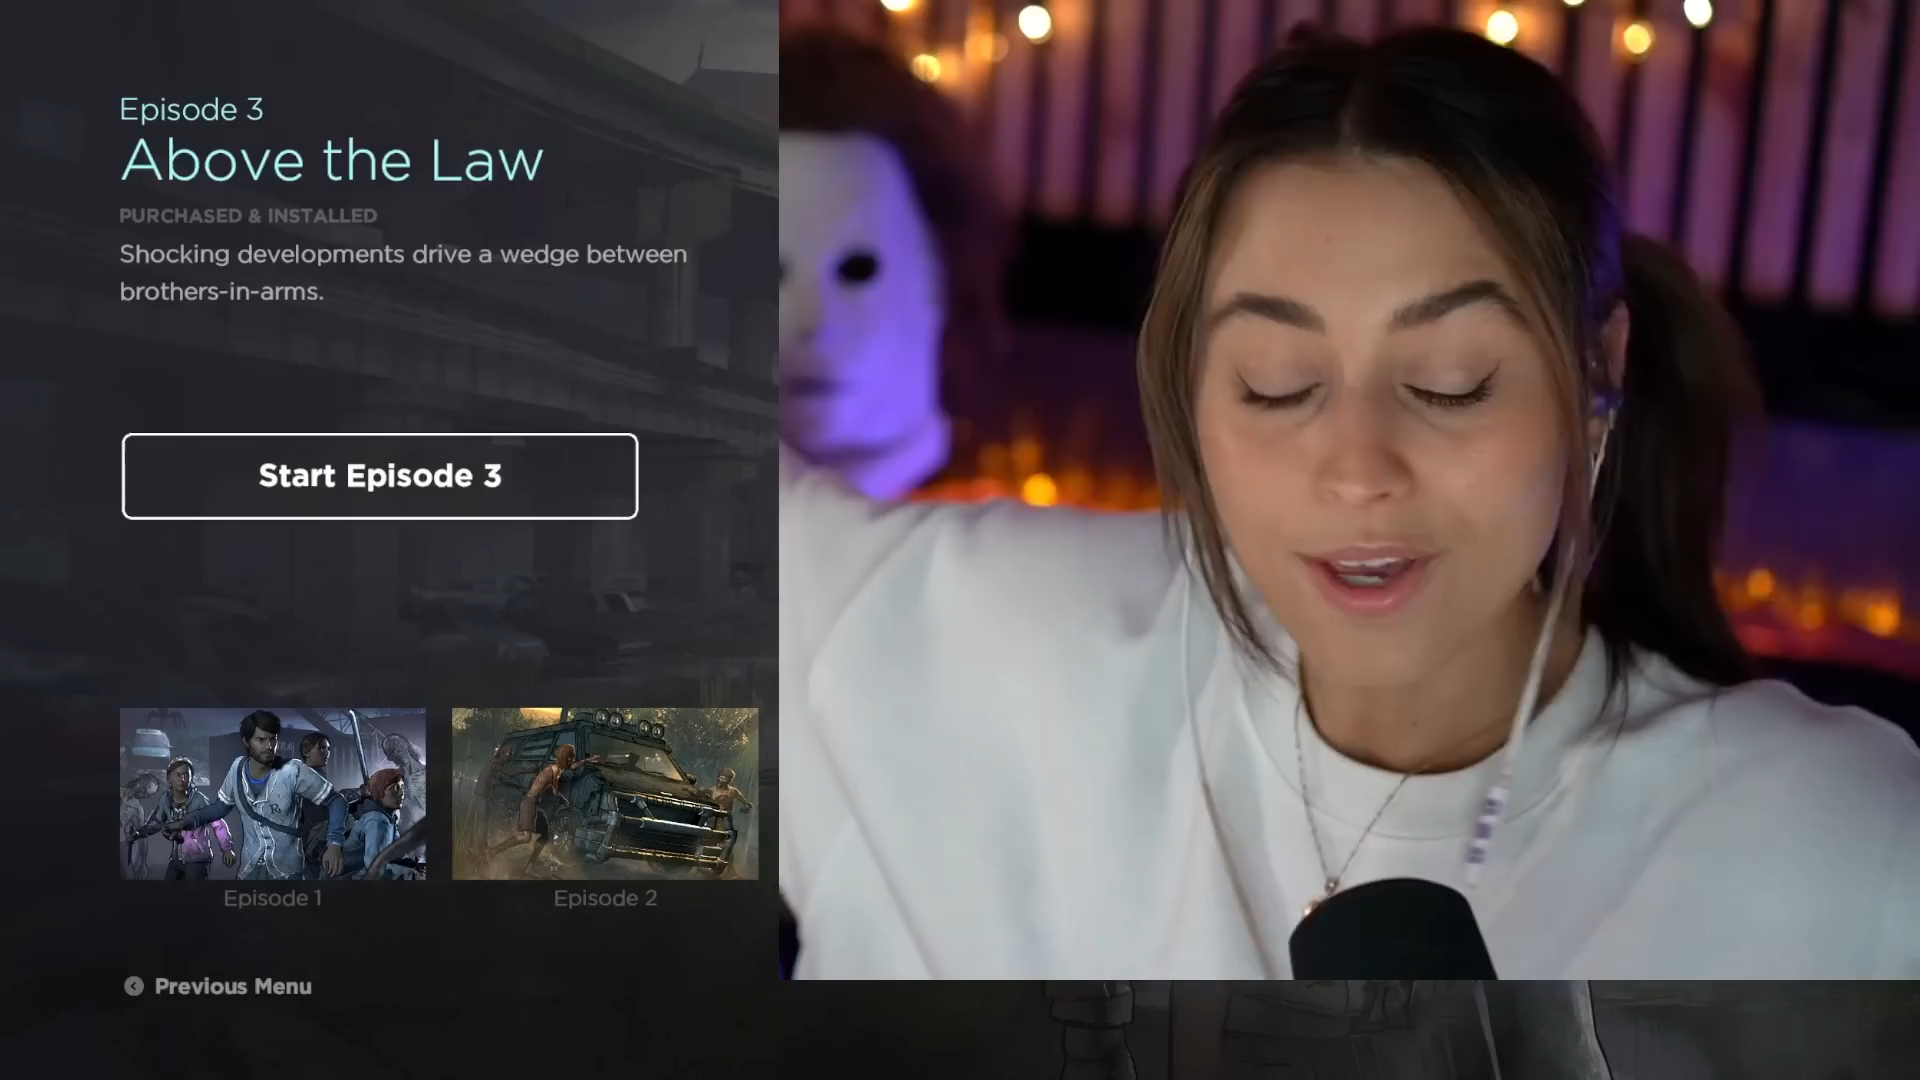 Episode 3
Above the Law
PURCHASED & INSTALLED
Shocking developments drive a wedge between
brothers-in-arms.
Start Episode 3
Episode 1
Episode 2
Previous Menu